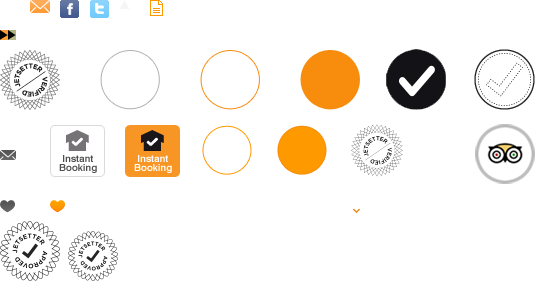 JETSETTER VERIFIED
Instant
Booking
Instant
Booking
JETSETTER VERIFIED
JETSETTER APPROVED
JETSETTER APPROVED